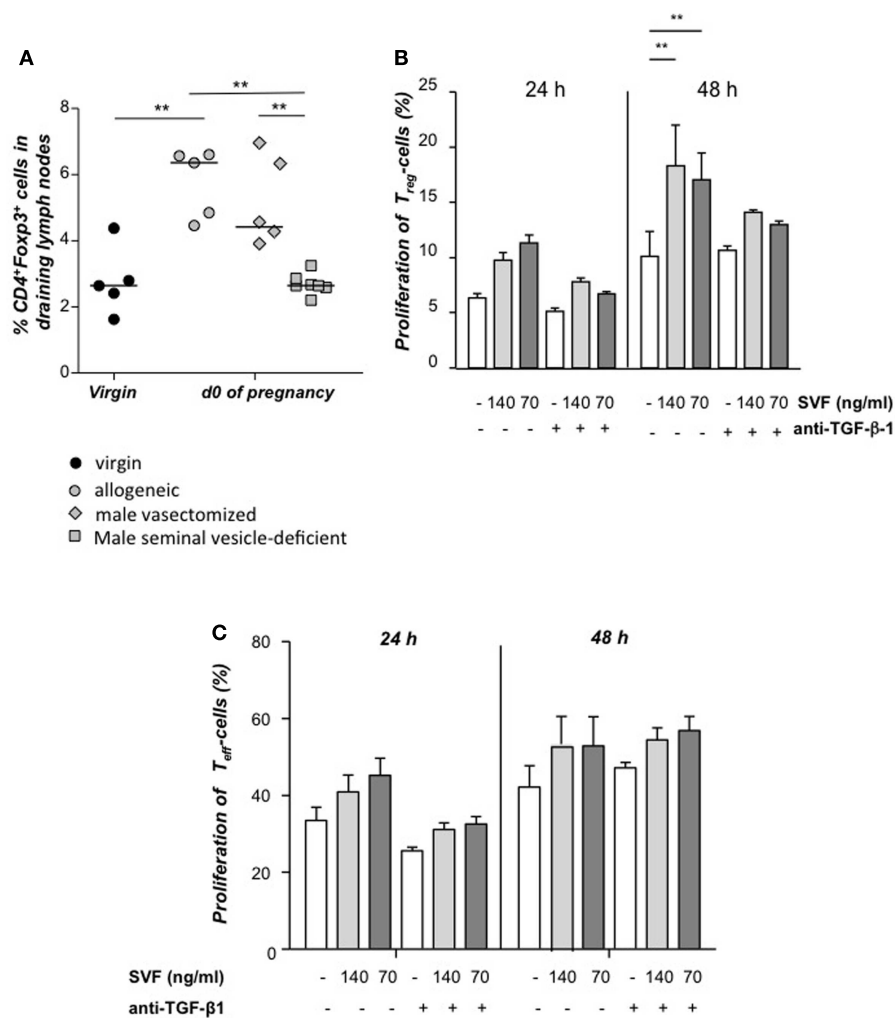 A
% CD4+Foxp3+ cells in
draining lymph nodes
8
6
4
2
0
**
**
**
Virgin
d0 of pregnancy
virgin
allogeneic
male vasectomized
Male seminal vesicle-deficient
B
Proliferation of Treg-cells (%)
25
20
15
10
5
0
24 h
48 h
**
**
- 140 70 - 140 70 - 140 70 - 140 70 SVF (ng/ml)
- - - + + + - - - + + + anti-TGF-β-1
C
Proliferation of Teff-cells (%)
80
60
40
20
0
24 h
48 h
SVF (ng/ml) - 140 70 - 140 70 - 140 70 - 140 70
anti-TGF-β1 - - - + + + - - - + + +